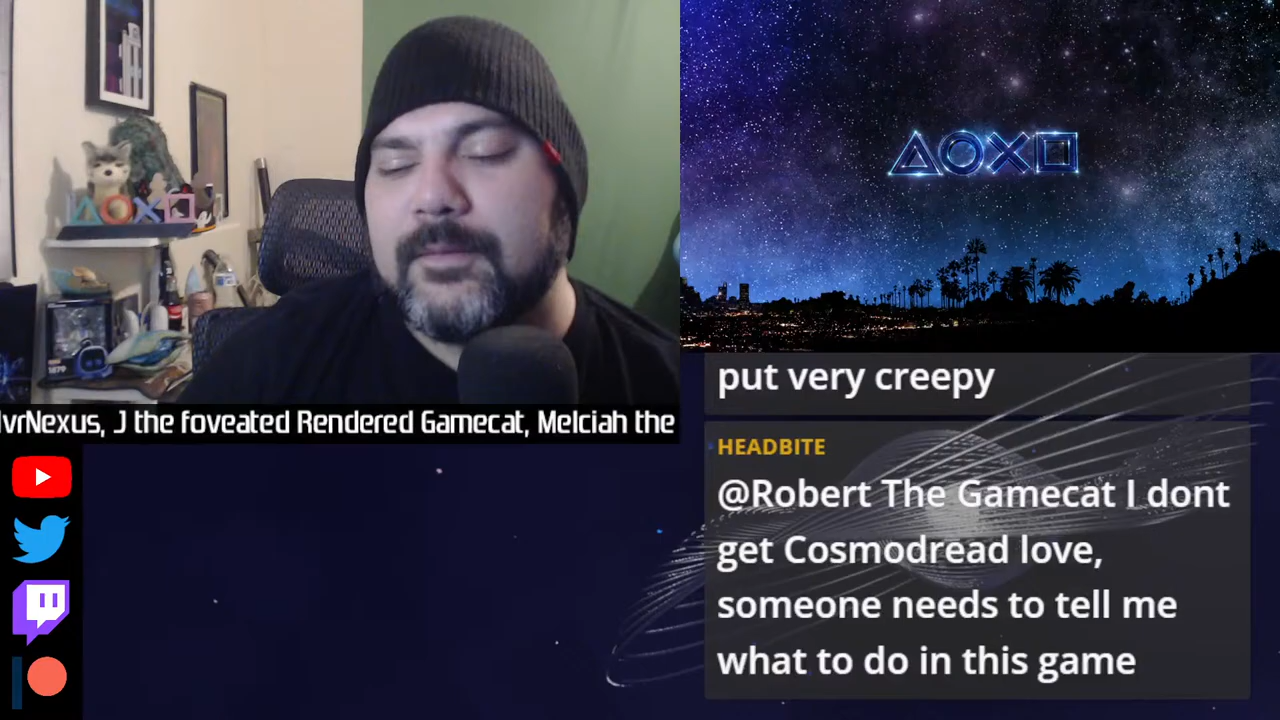 put very creepy
HEADBITE
@Robert The Gamecat I dont
get Cosmodread love,
someone needs to tell me
what to do in this game
vrNexus, J the foveated Rendered Gamecat, Melciah the